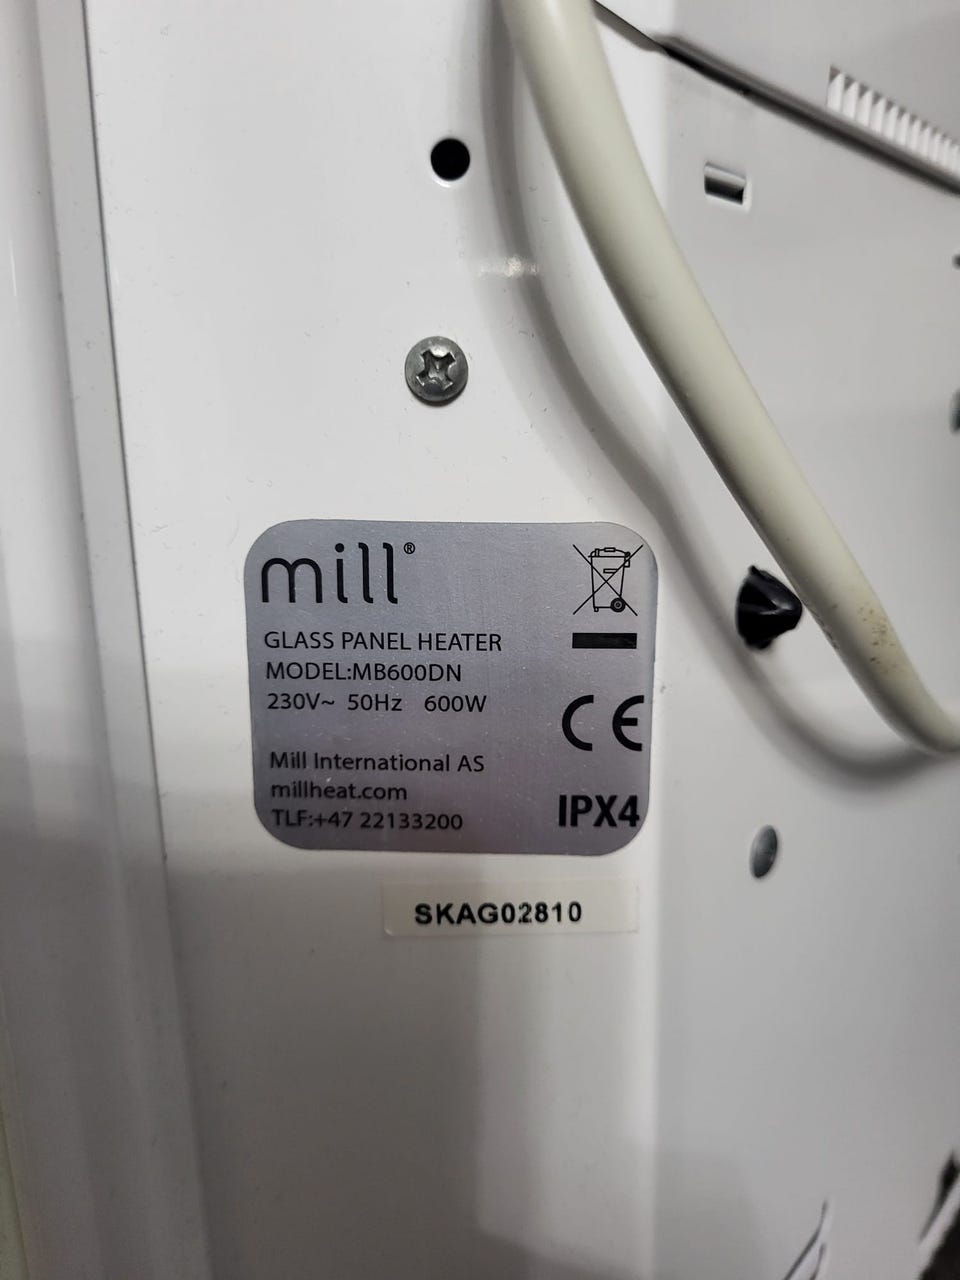 mill®
GLASS PANEL HEATER
MODEL:MB600DN
230V~ 50Hz 600W
Mill International AS
millheat.com
TLF:+47 22133200
CE
IPX4
SKAG02810